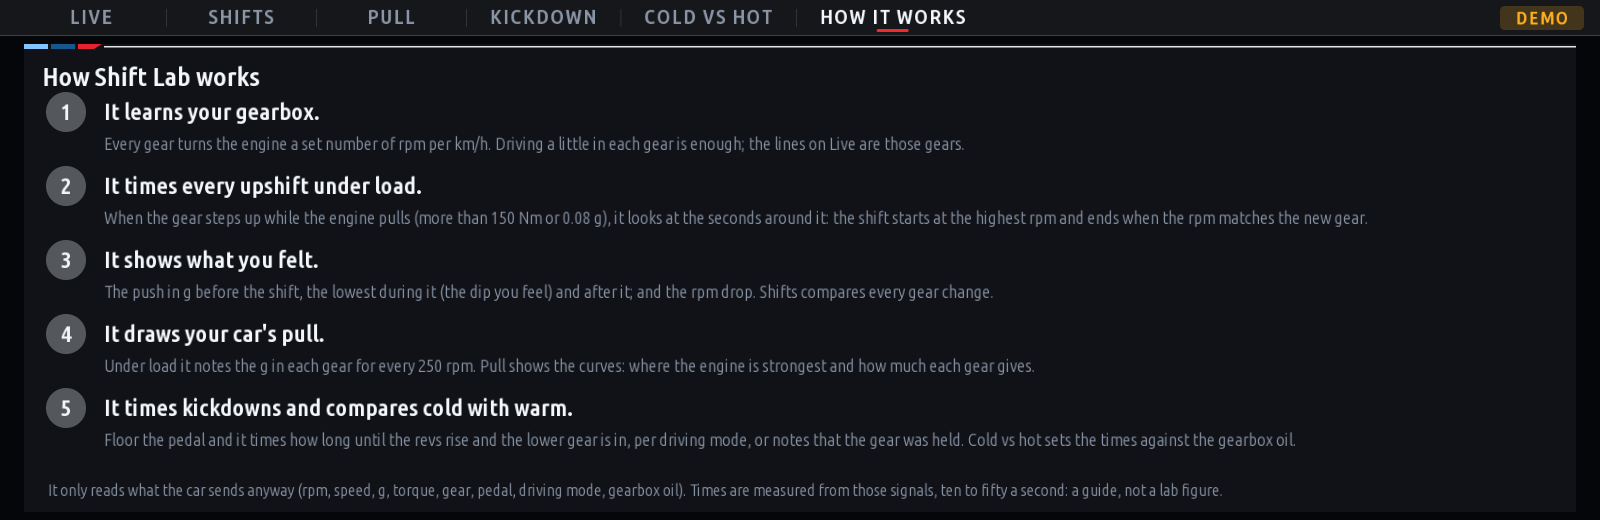 LIVE SHIFTS PULL KICKDOWN COLD VS HOT HOW IT WORKS DEMO
How Shift Lab works
1 It learns your gearbox.
Every gear turns the engine a set number of rpm per km/h. Driving a little in each gear is enough; the lines on Live are those gears.
2 It times every upshift under load.
When the gear steps up while the engine pulls (more than 150 Nm or 0.08 g), it looks at the seconds around it: the shift starts at the highest rpm and ends when the rpm matches the new gear.
3 It shows what you felt.
The push in g before the shift, the lowest during it (the dip you feel) and after it; and the rpm drop. Shifts compares every gear change.
4 It draws your car's pull.
Under load it notes the g in each gear for every 250 rpm. Pull shows the curves: where the engine is strongest and how much each gear gives.
5 It times kickdowns and compares cold with warm.
Floor the pedal and it times how long until the revs rise and the lower gear is in, per driving mode, or notes that the gear was held. Cold vs hot sets the times against the gearbox oil.
It only reads what the car sends anyway (rpm, speed, g, torque, gear, pedal, driving mode, gearbox oil). Times are measured from those signals, ten to fifty a second: a guide, not a lab figure.